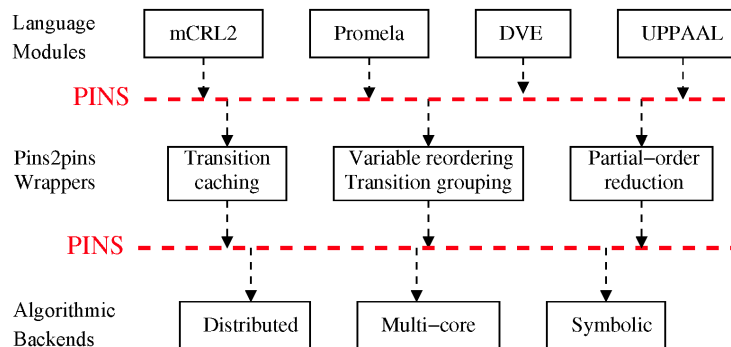 Language
Modules
mCRL2
Promela
DVE
UPPAAL
PINS
Pins2pins
Wrappers
Transition
caching
Variable reordering
Transition grouping
Partial−order
reduction
PINS
Algorithmic
Backends
Distributed
Multi−core
Symbolic